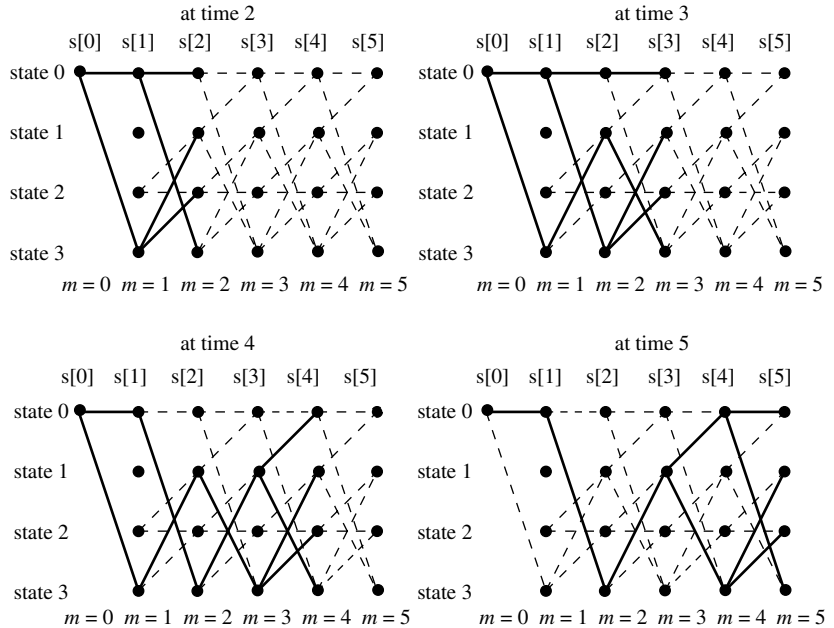 at time 2
s[0] s[1] s[2] s[3] s[4] s[5]
state 0
state 1
state 2
state 3
m = 0 m = 1 m = 2 m = 3 m = 4 m = 5
at time 3
s[0] s[1] s[2] s[3] s[4] s[5]
state 0
state 1
state 2
state 3
m = 0 m = 1 m = 2 m = 3 m = 4 m = 5
at time 4
s[0] s[1] s[2] s[3] s[4] s[5]
state 0
state 1
state 2
state 3
m = 0 m = 1 m = 2 m = 3 m = 4 m = 5
at time 5
s[0] s[1] s[2] s[3] s[4] s[5]
state 0
state 1
state 2
state 3
m = 0 m = 1 m = 2 m = 3 m = 4 m = 5